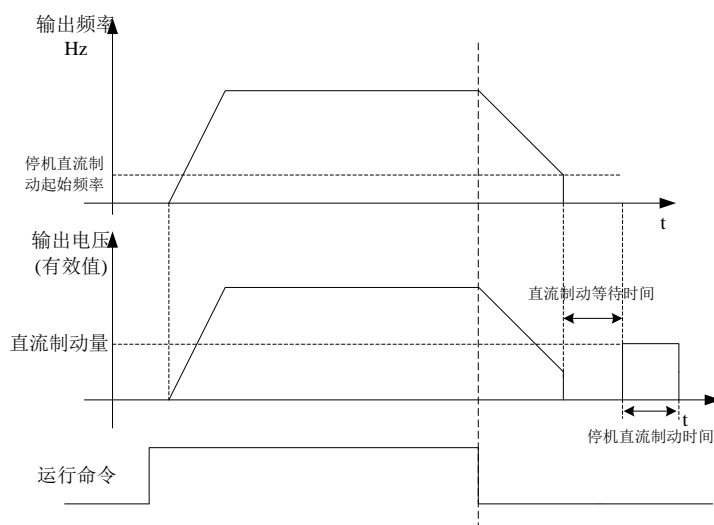 输出频率
Hz
停机直流制
动起始频率
t
输出电压
(有效值)
直流制动等待时间
直流制动量
t
停机直流制动时间
运行命令